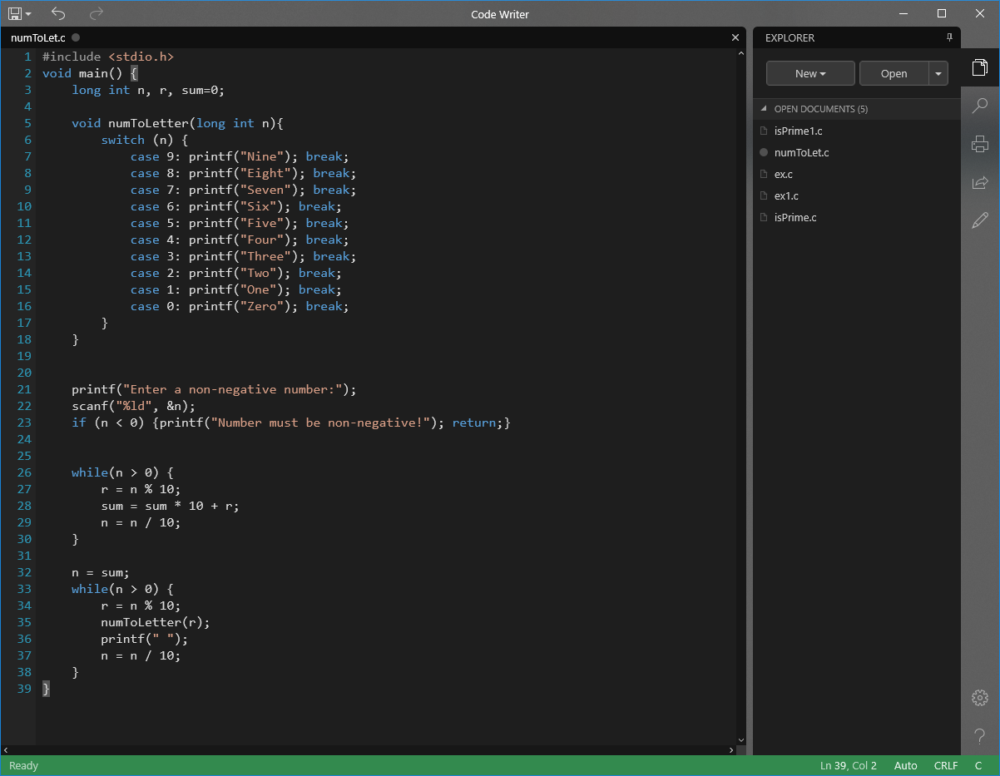 Code Writer
numToLet.c
1 #include <stdio.h>
2 void main() {
3     long int n, r, sum=0;
4
5     void numToLetter(long int n){
6         switch (n) {
7             case 9: printf("Nine"); break;
8             case 8: printf("Eight"); break;
9             case 7: printf("Seven"); break;
10             case 6: printf("Six"); break;
11             case 5: printf("Five"); break;
12             case 4: printf("Four"); break;
13             case 3: printf("Three"); break;
14             case 2: printf("Two"); break;
15             case 1: printf("One"); break;
16             case 0: printf("Zero"); break;
17         }
18     }
19
20
21     printf("Enter a non-negative number:");
22     scanf("%ld", &n);
23     if (n < 0) {printf("Number must be non-negative!"); return;}
24
25
26     while(n > 0) {
27         r = n % 10;
28         sum = sum * 10 + r;
29         n = n / 10;
30     }
31
32     n = sum;
33     while(n > 0) {
34         r = n % 10;
35         numToLetter(r);
36         printf(" ");
37         n = n / 10;
38     }
39 }
EXPLORER
New
Open
OPEN DOCUMENTS (5)
isPrime1.c
numToLet.c
ex.c
ex1.c
isPrime.c
Ready
Ln 39, Col 2 Auto CRLF C